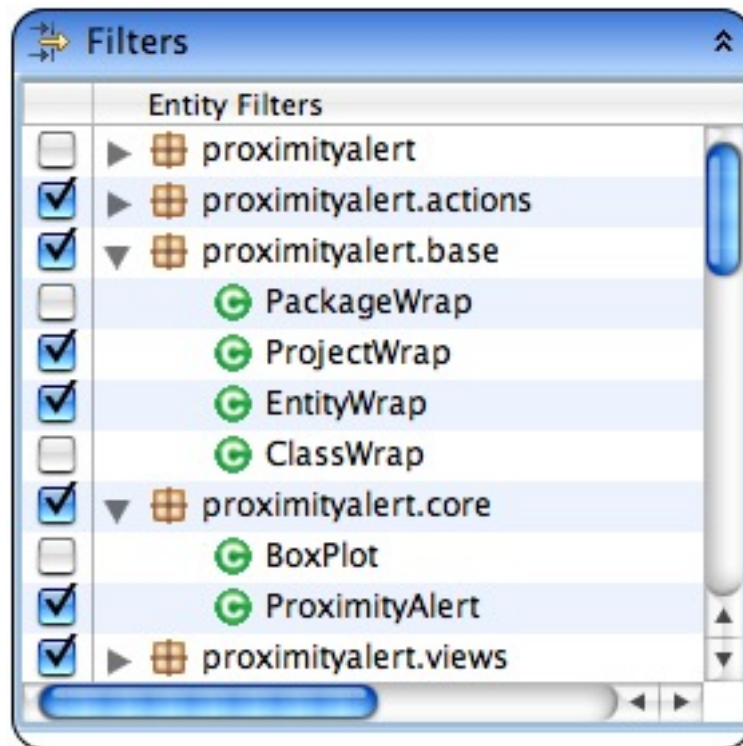 Filters
Entity Filters
proximityalert
proximityalert.actions
proximityalert.base
PackageWrap
ProjectWrap
EntityWrap
ClassWrap
proximityalert.core
BoxPlot
ProximityAlert
proximityalert.views